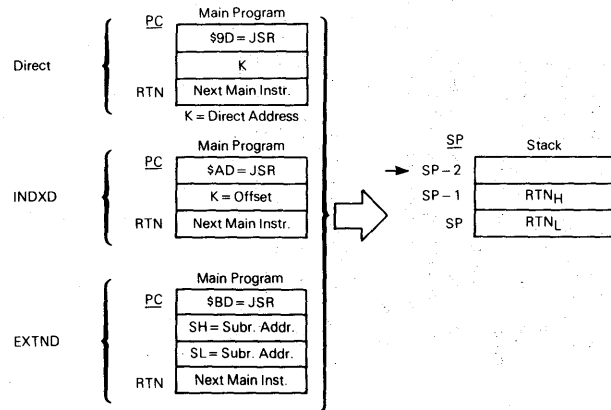 Main Program
PC
$9D = JSR
Direct
K
RTN
Next Main Instr.
K = Direct Address
Main Program
PC
$AD = JSR
INDXD
K = Offset
RTN
Next Main Instr.
Main Program
PC
$BD = JSR
EXTND
SH = Subr. Addr.
SL = Subr. Addr.
RTN
Next Main Inst.
SP
Stack
SP – 2
SP – 1
RTNH
SP
RTNL